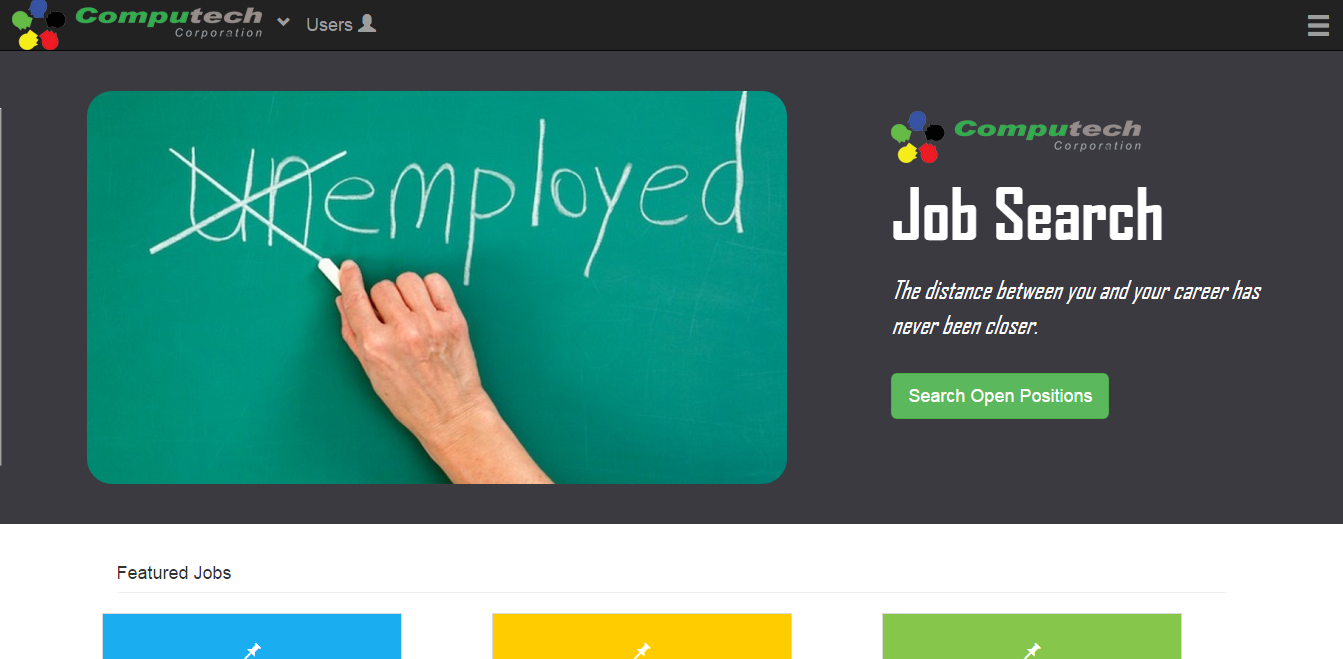 Computech
Corporation
Users
Unemployed
Computech
Corporation
Job Search
The distance between you and your career has
never been closer.
Search Open Positions
Featured Jobs